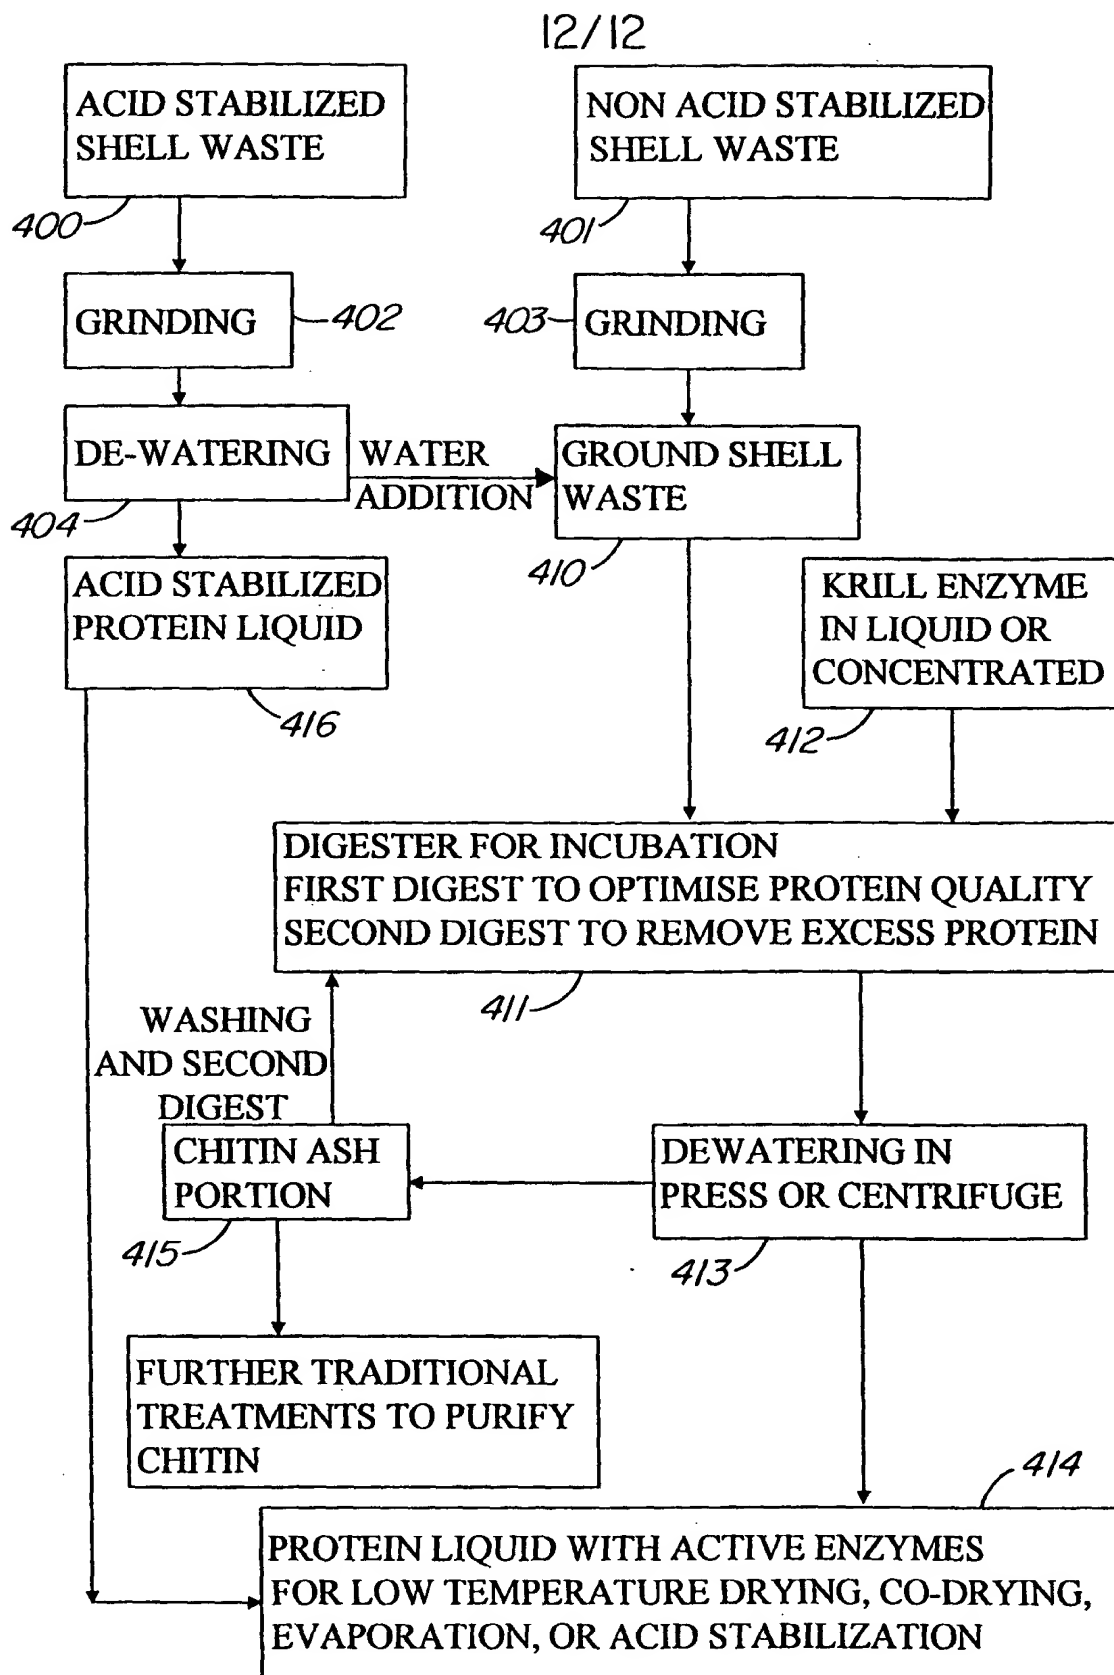 12/12
ACID STABILIZED
SHELL WASTE
400
NON ACID STABILIZED
SHELL WASTE
401
GRINDING
402
403
GRINDING
DE-WATERING
404
WATER
ADDITION
GROUND SHELL
WASTE
410
ACID STABILIZED
PROTEIN LIQUID
416
KRILL ENZYME
IN LIQUID OR
CONCENTRATED
412
DIGESTER FOR INCUBATION
FIRST DIGEST TO OPTIMISE PROTEIN QUALITY
SECOND DIGEST TO REMOVE EXCESS PROTEIN
411
WASHING
AND SECOND
DIGEST
CHITIN ASH
PORTION
415
DEWATERING IN
PRESS OR CENTRIFUGE
413
FURTHER TRADITIONAL
TREATMENTS TO PURIFY
CHITIN
414
PROTEIN LIQUID WITH ACTIVE ENZYMES
FOR LOW TEMPERATURE DRYING, CO-DRYING,
EVAPORATION, OR ACID STABILIZATION